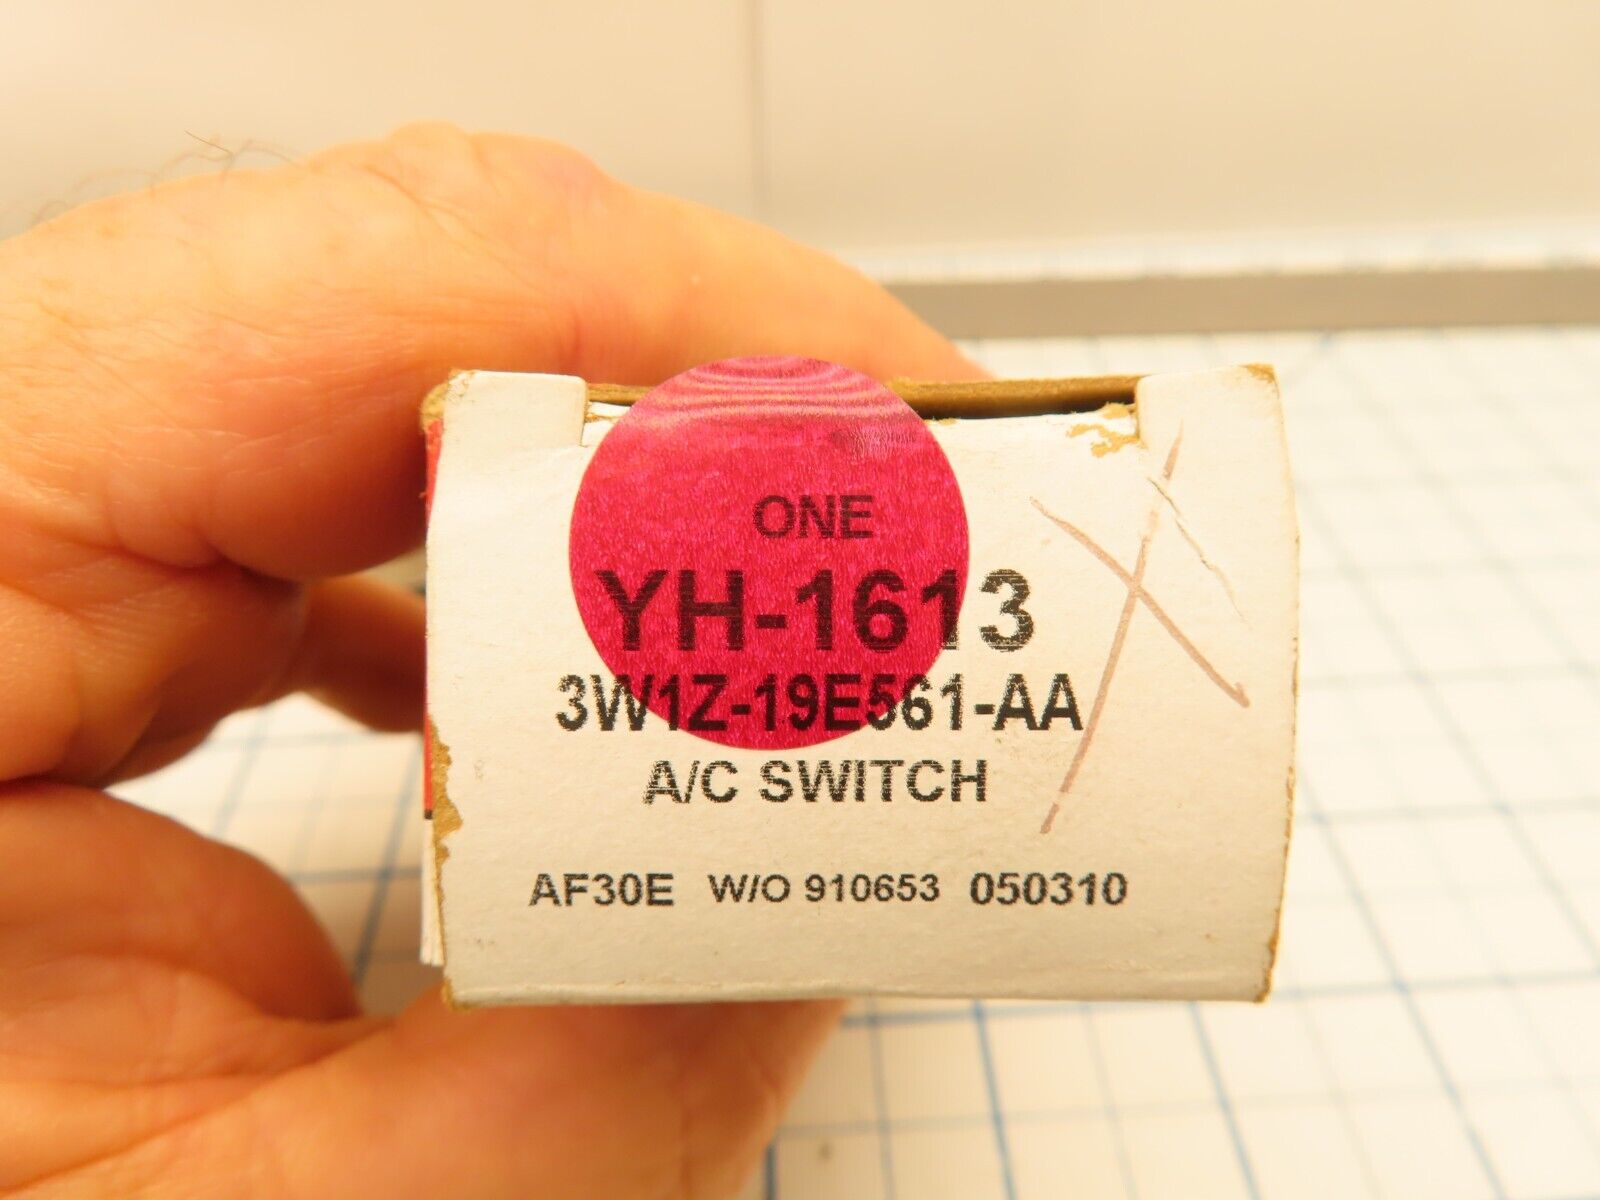 ONE
YH-1613
3W1Z-19E561-AA
A/C SWITCH
AF30E W/O 910653 050310